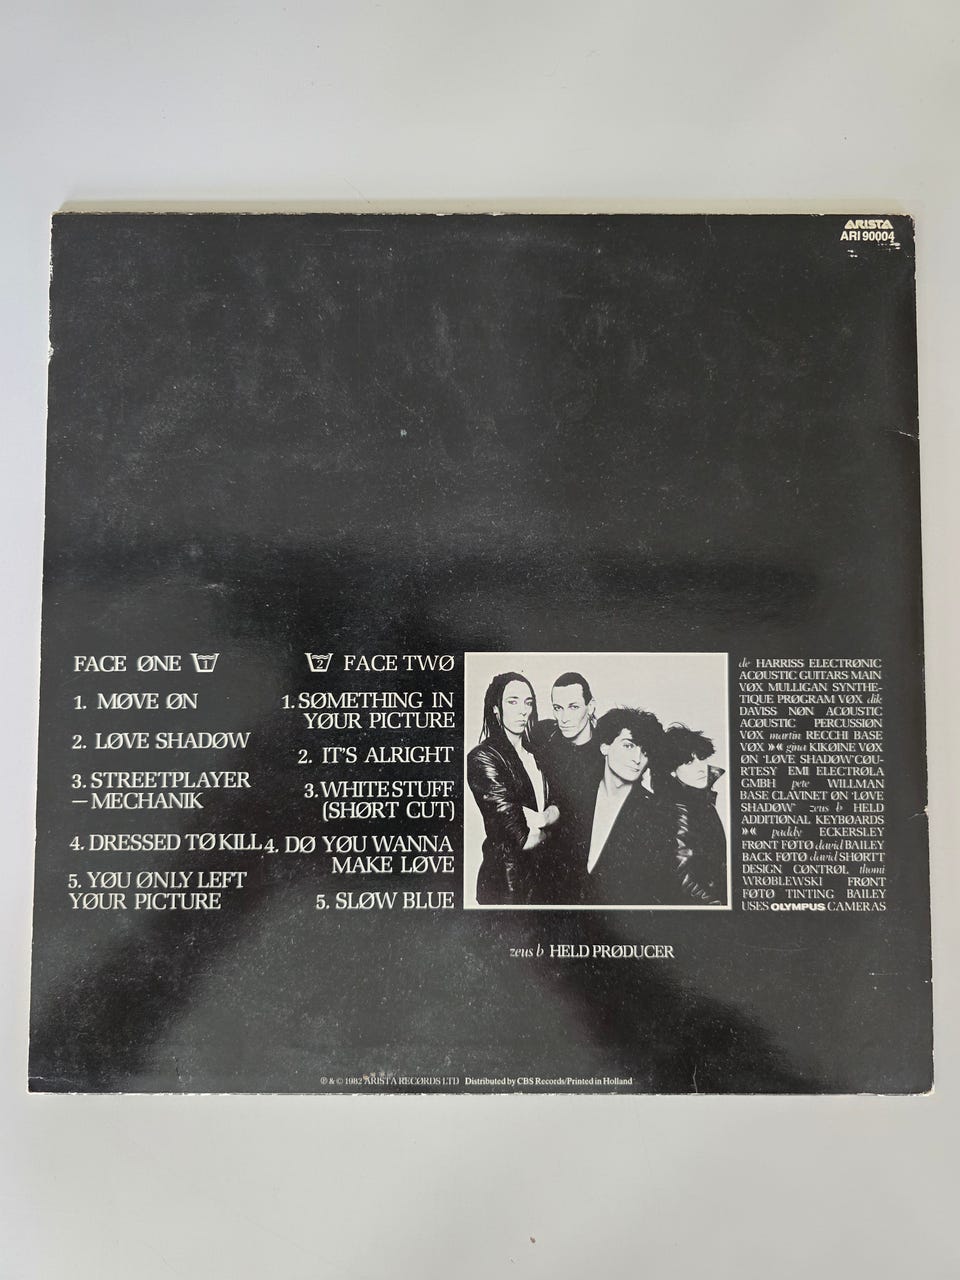 ARISTA
ARI 90004
FACE ØNE 1
1. MØVE ØN
2. LØVE SHADØW
3. STREETPLAYER
– MECHANIK
4. DRESSED TØ KILL
5. YØU ØNLY LEFT
YØUR PICTURE
2 FACE TWØ
1. SØMETHING IN
YØUR PICTURE
2. IT'S ALRIGHT
3. WHITE STUFF
(SHØRT CUT)
4. DØ YØU WANNA
MAKE LØVE
5. SLØW BLUE
de HARRISS ELECTRØNIC
ACØUSTIC GUITARS MAIN
VØX MULLIGAN SYNTHE-
TIQUE PRØGRAM VØX dik
DAVISS NØN ACØUSTIC
ACØUSTIC PERCUSSIØN
VØX martin RECCHI BASE
VØX »« gina KIKØINE VØX
ØN 'LØVE SHADØW' CØU-
RTESY EMI ELECTRØLA
GMBH pete WILLMAN
BASE CLAVINET ØN 'LØVE
SHADØW' zeus b HELD
ADDITIØNAL KEYBØARDS
»« paddy ECKERSLEY
FRØNT FØTØ david BAILEY
BACK FØTØ david SHØRTT
DESIGN CØNTRØL thomi
WRØBLEWSKI FRØNT
FØTØ TINTING BAILEY
USES OLYMPUS CAMERAS
zeus b HELD PRØDUCER
℗ & © 1982 ARISTA RECØRDS LTD Distributed by CBS Records/Printed in Holland